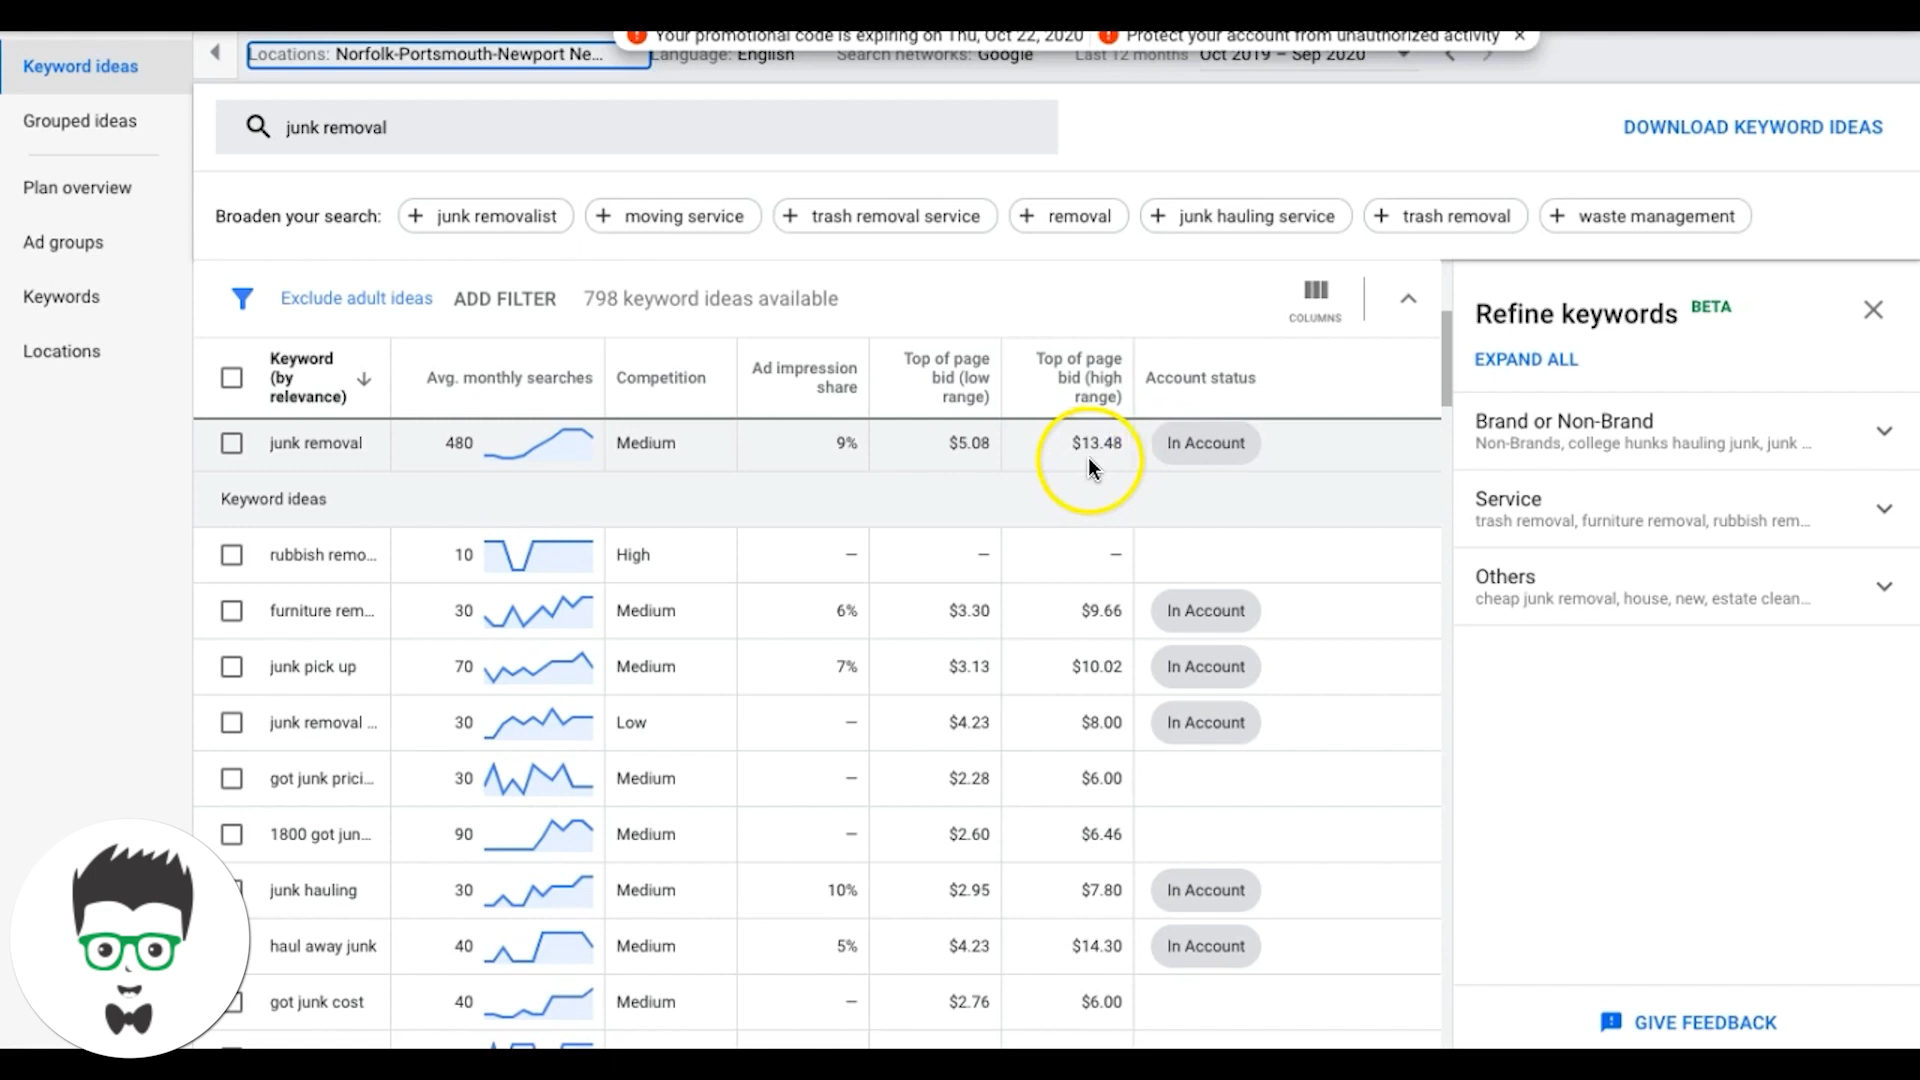 Your promotional code is expiring on Thu, Oct 22, 2020 Protect your account from unauthorized activity
Locations: Norfolk-Portsmouth-Newport Ne... Language: English Search networks: Google Last 12 months Oct 2019 – Sep 2020
Keyword ideas
Grouped ideas
Plan overview
Ad groups
Keywords
Locations
junk removal
DOWNLOAD KEYWORD IDEAS
Broaden your search: + junk removalist + moving service + trash removal service + removal + junk hauling service + trash removal + waste management
Exclude adult ideas ADD FILTER 798 keyword ideas available
COLUMNS
Keyword (by relevance) Avg. monthly searches Competition Ad impression share Top of page bid (low range) Top of page bid (high range) Account status
junk removal 480 Medium 9% $5.08 $13.48 In Account
Keyword ideas
rubbish remo... 10 High – – –
furniture rem... 30 Medium 6% $3.30 $9.66 In Account
junk pick up 70 Medium 7% $3.13 $10.02 In Account
junk removal ... 30 Low – $4.23 $8.00 In Account
got junk prici... 30 Medium – $2.28 $6.00
1800 got jun... 90 Medium – $2.60 $6.46
junk hauling 30 Medium 10% $2.95 $7.80 In Account
haul away junk 40 Medium 5% $4.23 $14.30 In Account
got junk cost 40 Medium – $2.76 $6.00
Refine keywords BETA
EXPAND ALL
Brand or Non-Brand
Non-Brands, college hunks hauling junk, junk ...
Service
trash removal, furniture removal, rubbish rem...
Others
cheap junk removal, house, new, estate clean...
GIVE FEEDBACK